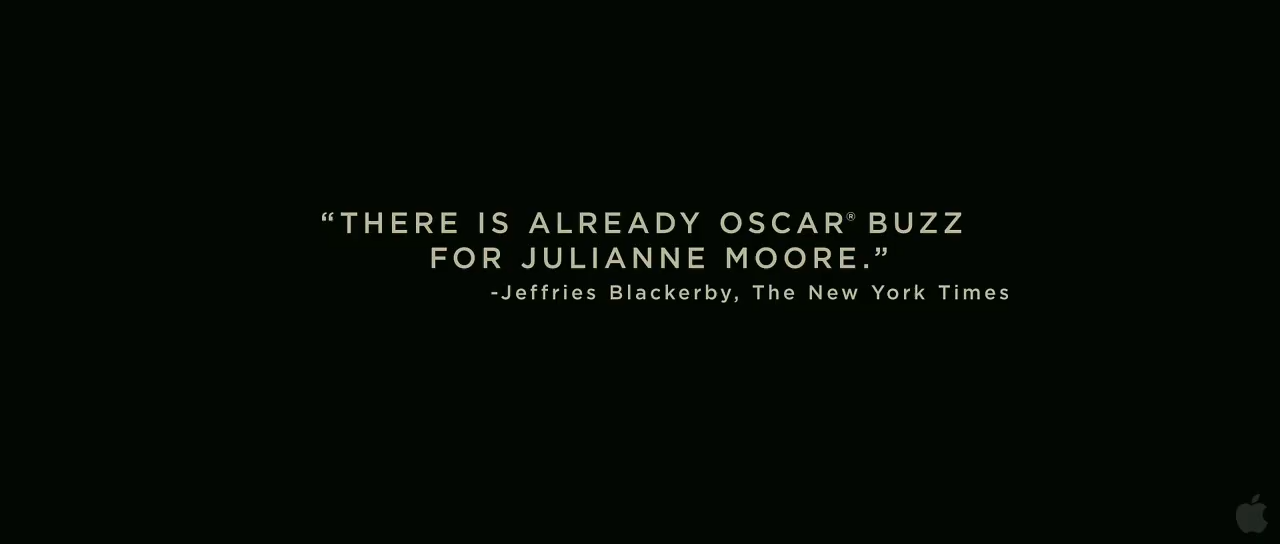 “THERE IS ALREADY OSCAR® BUZZ
FOR JULIANNE MOORE.”
-Jeffries Blackerby, The New York Times